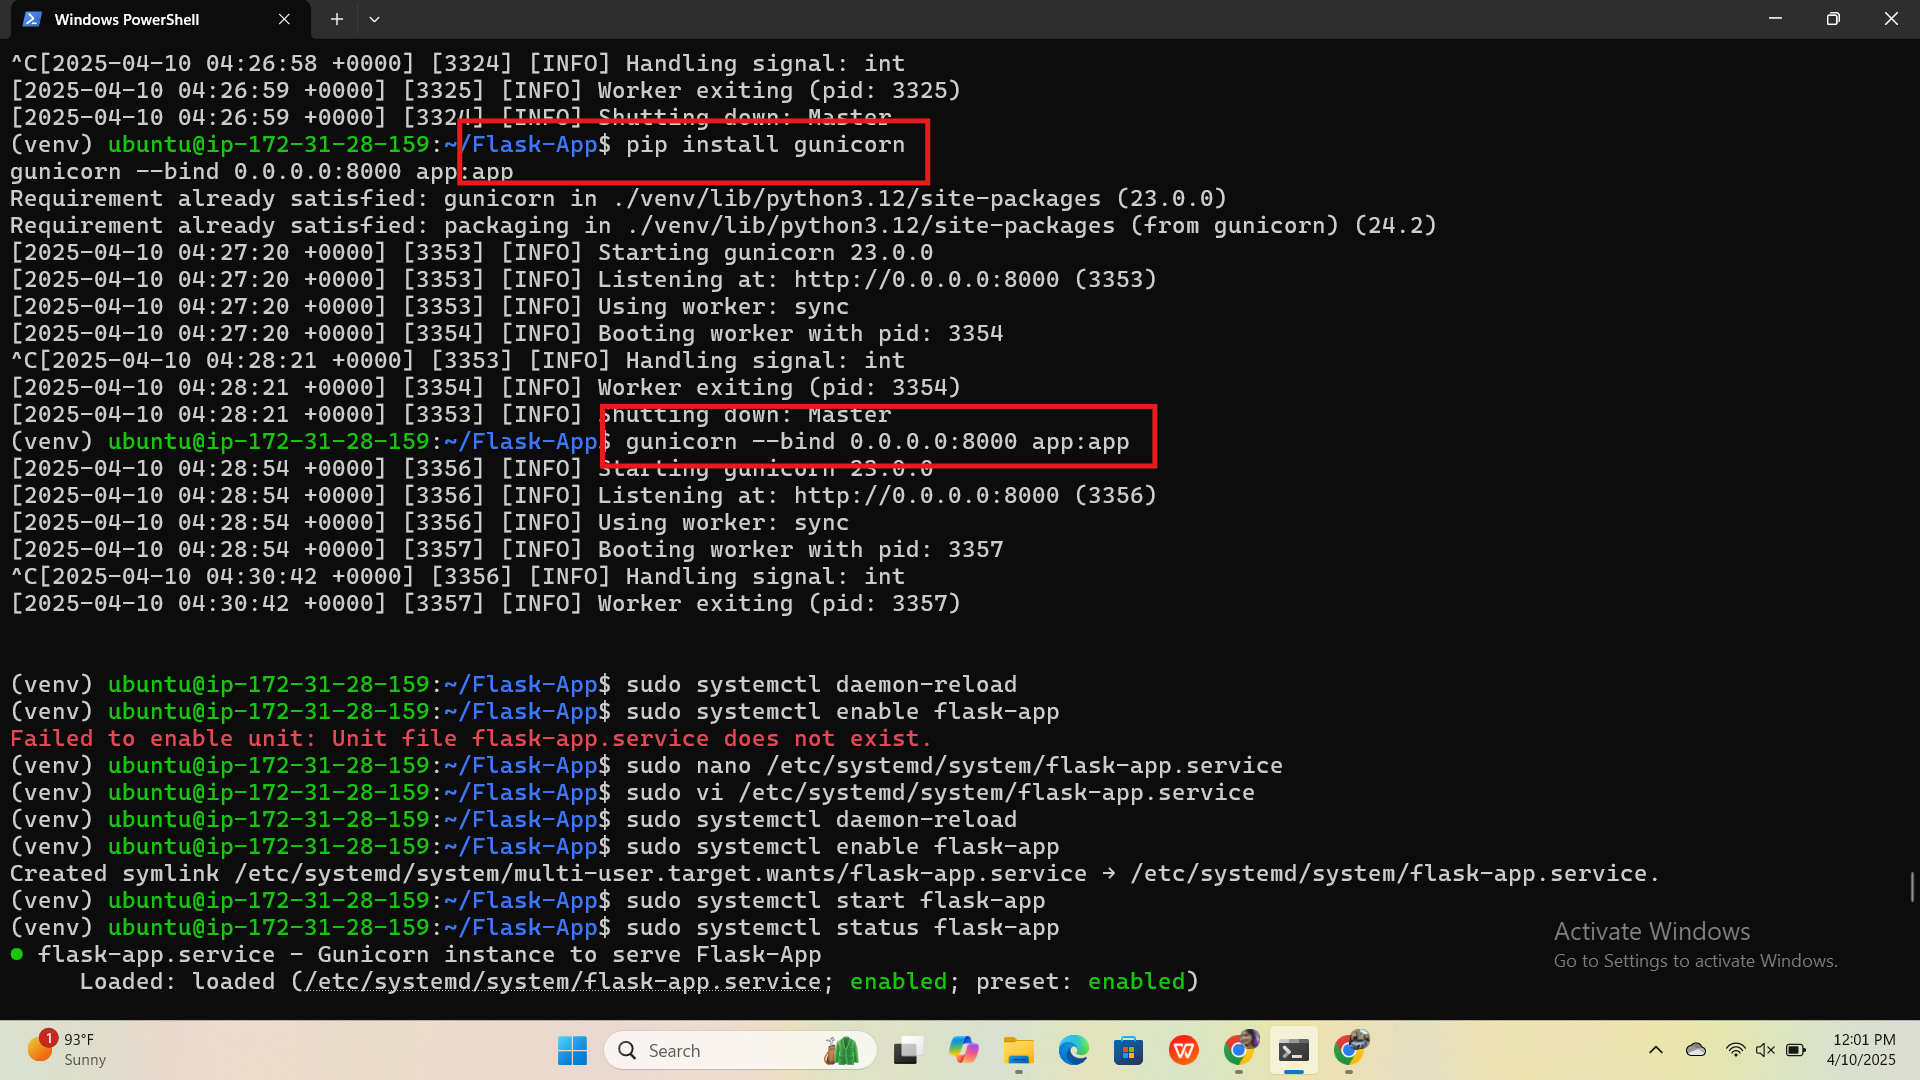 Windows PowerShell
^C[2025-04-10 04:26:58 +0000] [3324] [INFO] Handling signal: int
[2025-04-10 04:26:59 +0000] [3325] [INFO] Worker exiting (pid: 3325)
[2025-04-10 04:26:59 +0000] [3324] [INFO] Shutting down: Master
(venv) ubuntu@ip-172-31-28-159:~/Flask-App$ pip install gunicorn
gunicorn --bind 0.0.0.0:8000 app:app
Requirement already satisfied: gunicorn in ./venv/lib/python3.12/site-packages (23.0.0)
Requirement already satisfied: packaging in ./venv/lib/python3.12/site-packages (from gunicorn) (24.2)
[2025-04-10 04:27:20 +0000] [3353] [INFO] Starting gunicorn 23.0.0
[2025-04-10 04:27:20 +0000] [3353] [INFO] Listening at: http://0.0.0.0:8000 (3353)
[2025-04-10 04:27:20 +0000] [3353] [INFO] Using worker: sync
[2025-04-10 04:27:20 +0000] [3354] [INFO] Booting worker with pid: 3354
^C[2025-04-10 04:28:21 +0000] [3353] [INFO] Handling signal: int
[2025-04-10 04:28:21 +0000] [3354] [INFO] Worker exiting (pid: 3354)
[2025-04-10 04:28:21 +0000] [3353] [INFO] Shutting down: Master
(venv) ubuntu@ip-172-31-28-159:~/Flask-App$ gunicorn --bind 0.0.0.0:8000 app:app
[2025-04-10 04:28:54 +0000] [3356] [INFO] Starting gunicorn 23.0.0
[2025-04-10 04:28:54 +0000] [3356] [INFO] Listening at: http://0.0.0.0:8000 (3356)
[2025-04-10 04:28:54 +0000] [3356] [INFO] Using worker: sync
[2025-04-10 04:28:54 +0000] [3357] [INFO] Booting worker with pid: 3357
^C[2025-04-10 04:30:42 +0000] [3356] [INFO] Handling signal: int
[2025-04-10 04:30:42 +0000] [3357] [INFO] Worker exiting (pid: 3357)
(venv) ubuntu@ip-172-31-28-159:~/Flask-App$ sudo systemctl daemon-reload
(venv) ubuntu@ip-172-31-28-159:~/Flask-App$ sudo systemctl enable flask-app
Failed to enable unit: Unit file flask-app.service does not exist.
(venv) ubuntu@ip-172-31-28-159:~/Flask-App$ sudo nano /etc/systemd/system/flask-app.service
(venv) ubuntu@ip-172-31-28-159:~/Flask-App$ sudo vi /etc/systemd/system/flask-app.service
(venv) ubuntu@ip-172-31-28-159:~/Flask-App$ sudo systemctl daemon-reload
(venv) ubuntu@ip-172-31-28-159:~/Flask-App$ sudo systemctl enable flask-app
Created symlink /etc/systemd/system/multi-user.target.wants/flask-app.service → /etc/systemd/system/flask-app.service.
(venv) ubuntu@ip-172-31-28-159:~/Flask-App$ sudo systemctl start flask-app
(venv) ubuntu@ip-172-31-28-159:~/Flask-App$ sudo systemctl status flask-app
● flask-app.service - Gunicorn instance to serve Flask-App
Loaded: loaded (/etc/systemd/system/flask-app.service; enabled; preset: enabled)
Activate Windows
Go to Settings to activate Windows.
1
93°F
Sunny
Search
12:01 PM
4/10/2025